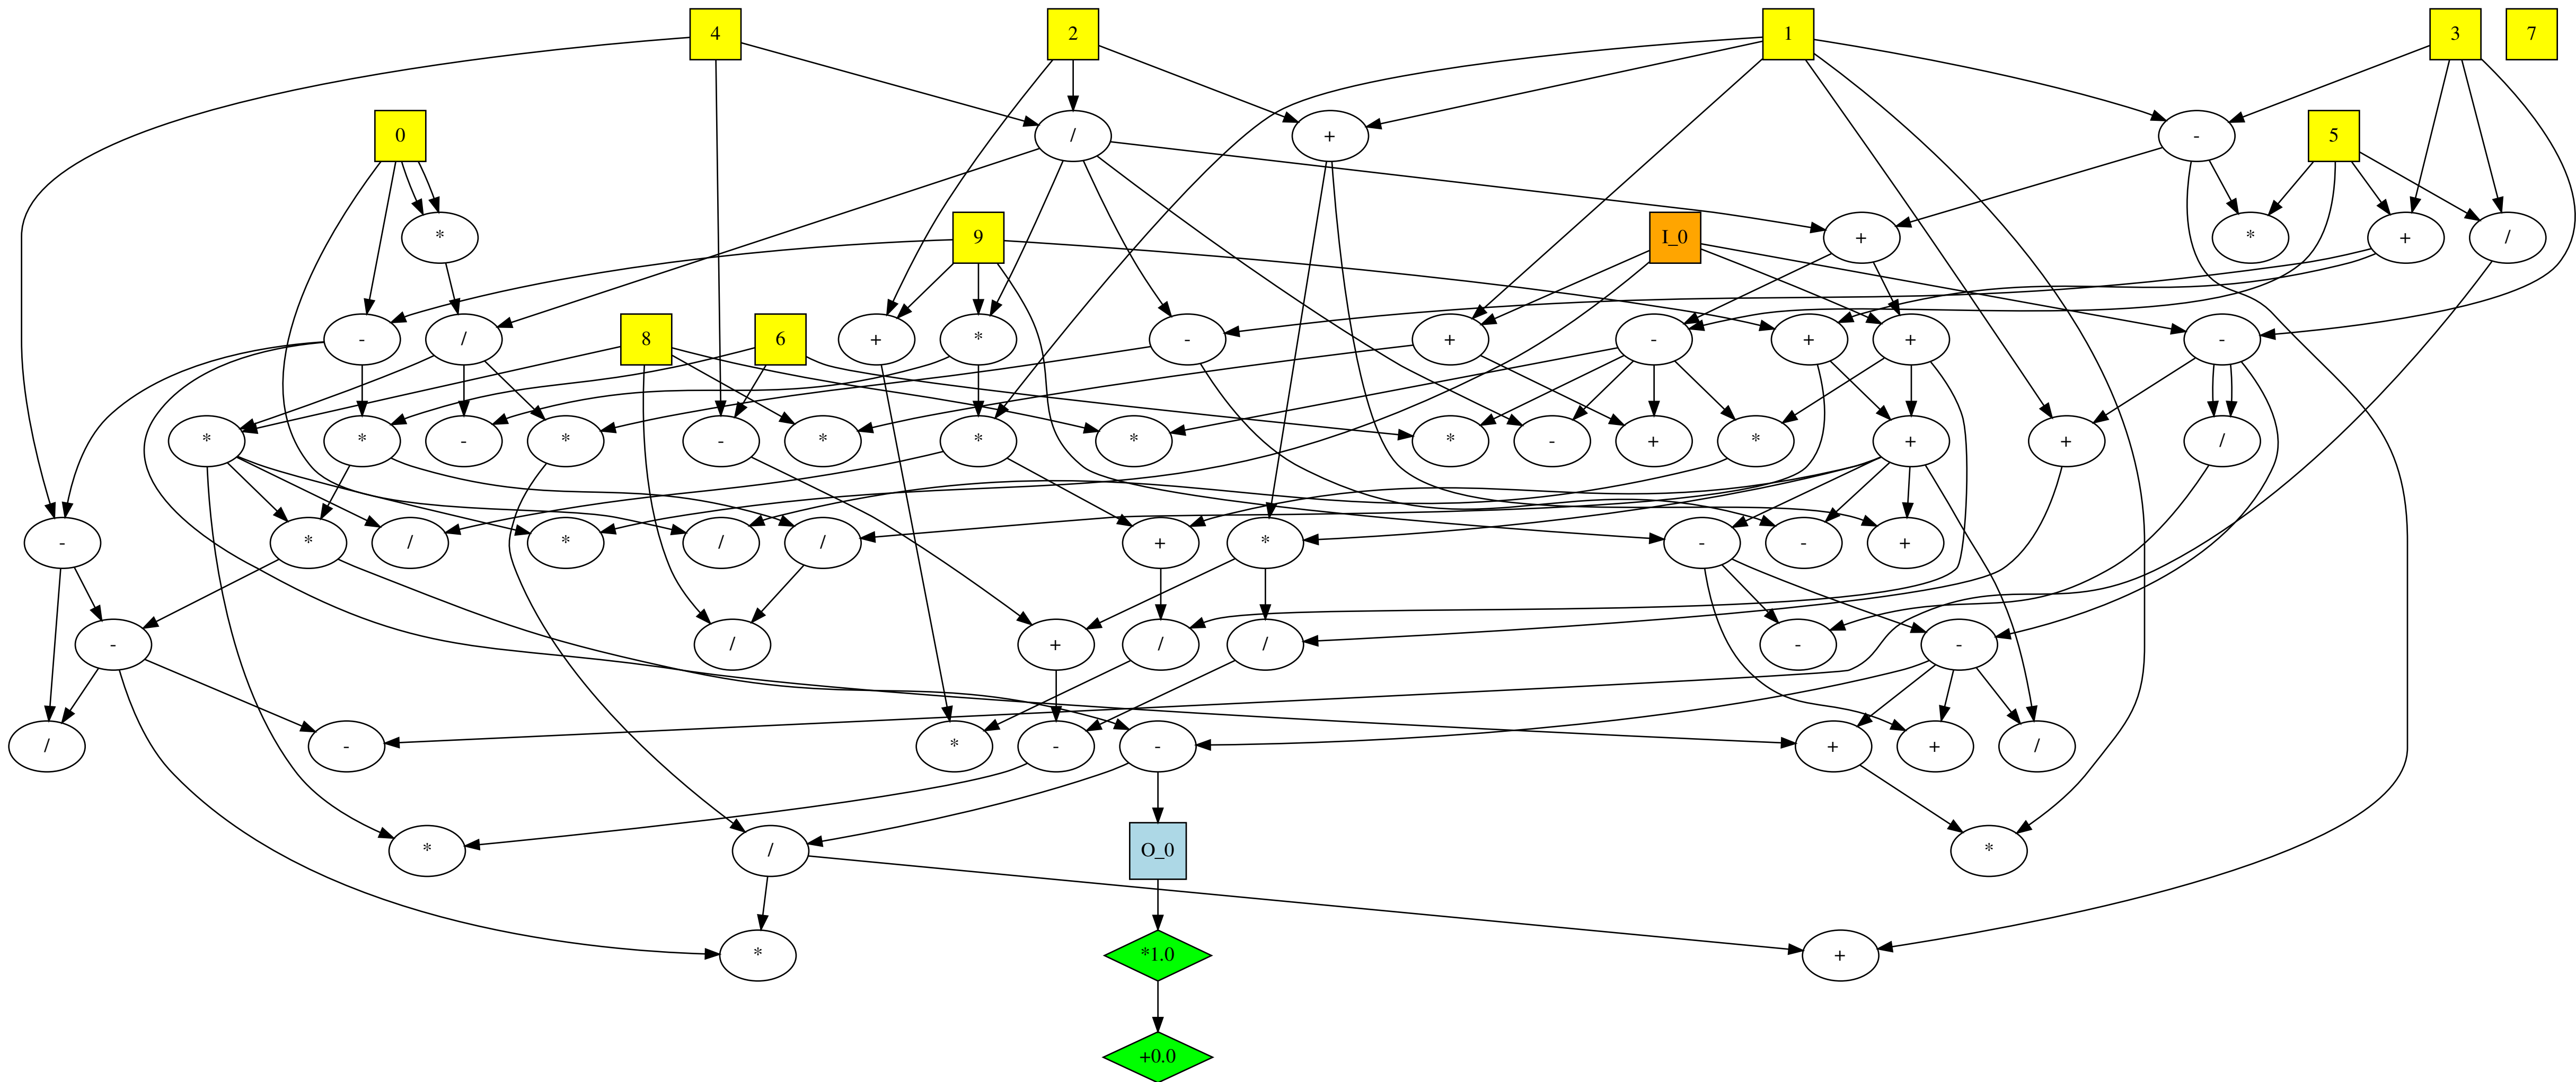 4 2 1 3 7
0 / + - 5
* 9 I_0 + * + /
- / 8 6 + * - + - + + -
* * - * - * * * * - + * + + /
- * / * / / + * - - +
- / + / / - -
/ - * - - + + /
* / O_0 *
* *1.0 +
+0.0